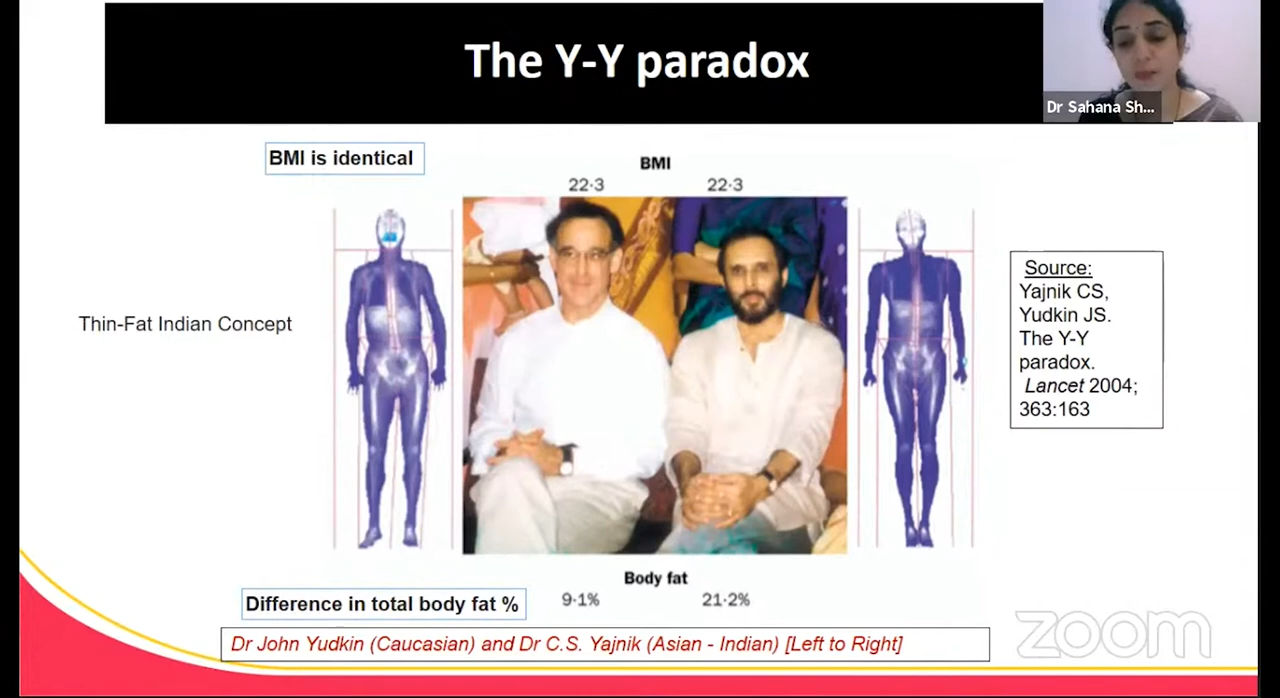 The Y-Y paradox
Dr Sahana Sh...
BMI is identical
BMI
22·3 22·3
Thin-Fat Indian Concept
Source:
Yajnik CS,
Yudkin JS.
The Y-Y
paradox.
Lancet 2004;
363:163
Body fat
Difference in total body fat %
9·1% 21·2%
Dr John Yudkin (Caucasian) and Dr C.S. Yajnik (Asian - Indian) [Left to Right]
zoom